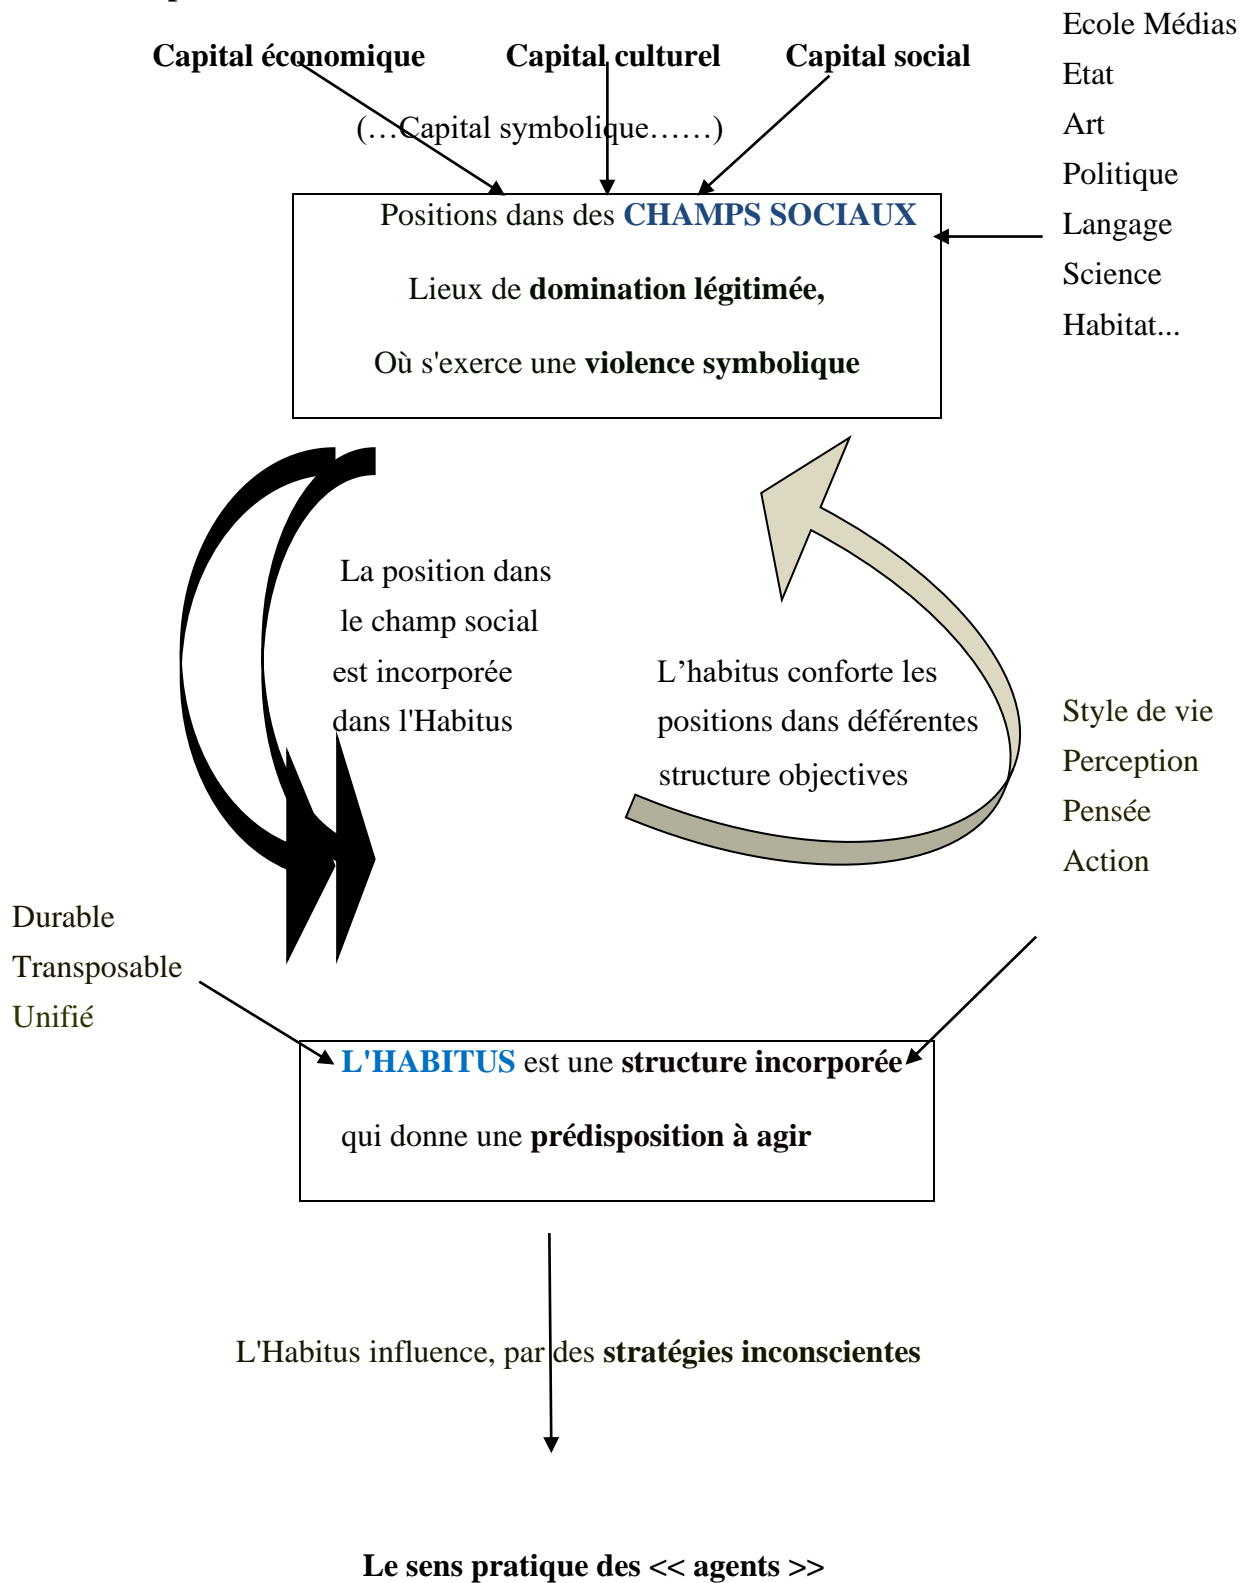 Ecole Médias
Capital économique Capital culturel Capital social
Etat
(…Capital symbolique……)
Art
Politique
Langage
Science
Habitat...
Positions dans des CHAMPS SOCIAUX
Lieux de domination légitimée,
Où s'exerce une violence symbolique
La position dans
le champ social
est incorporée
dans l'Habitus
L’habitus conforte les
positions dans déférentes
structure objectives
Style de vie
Perception
Pensée
Action
Durable
Transposable
Unifié
L'HABITUS est une structure incorporée
qui donne une prédisposition à agir
L'Habitus influence, par des stratégies inconscientes
Le sens pratique des << agents >>